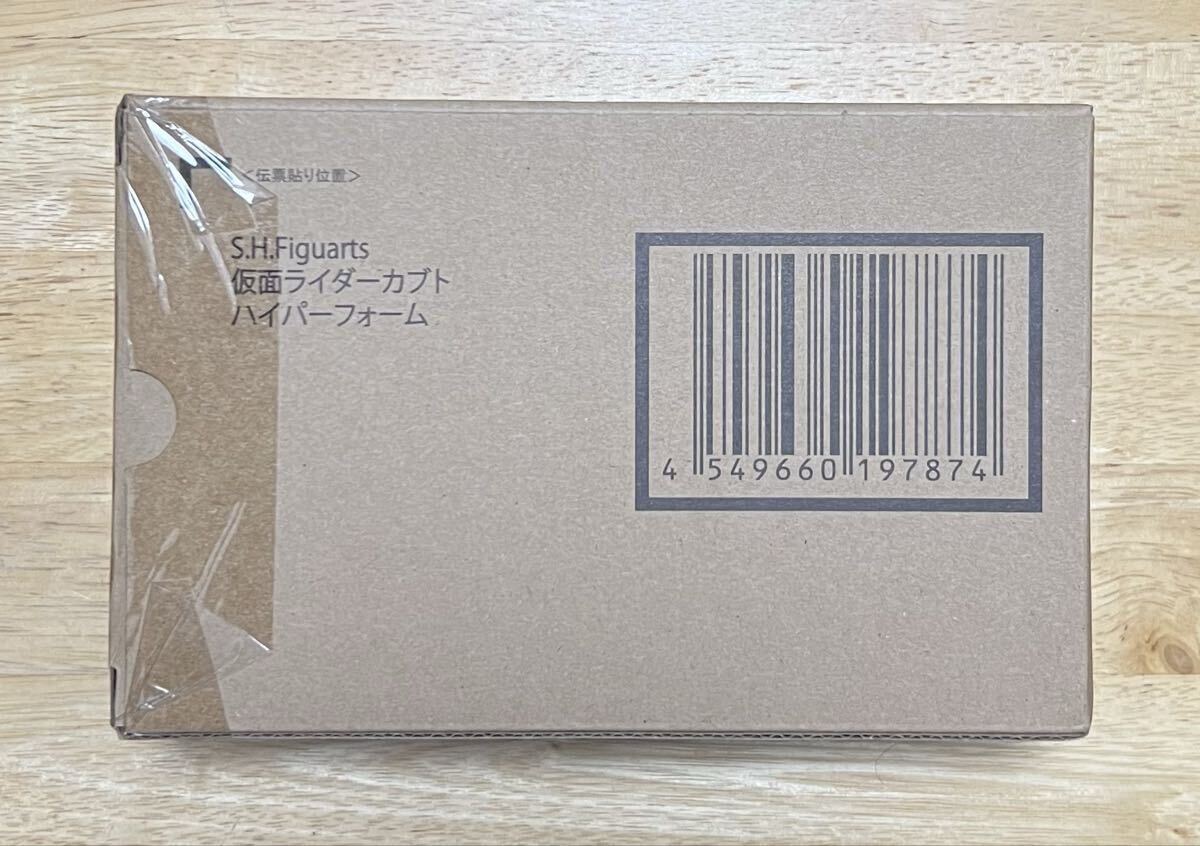 <伝票貼り位置>
S.H.Figuarts
仮面ライダーカブト
ハイパーフォーム
4 549660 197874